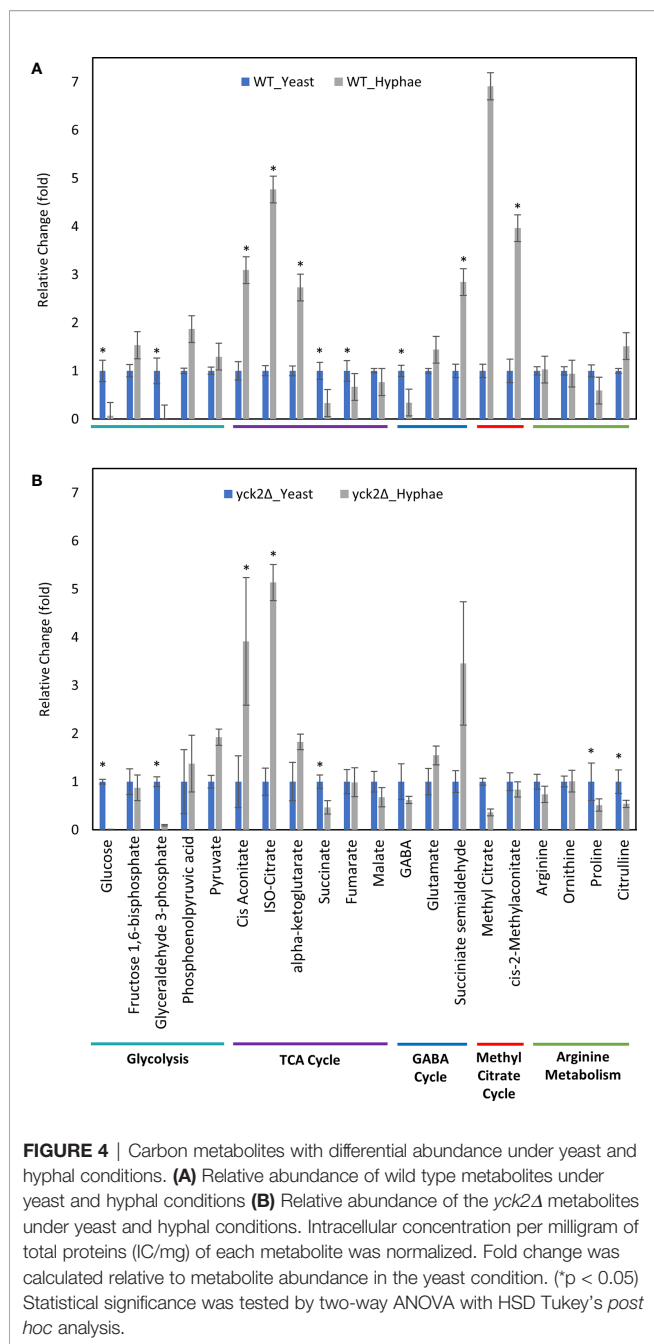 A
WT_Yeast
WT_Hyphae
Relative Change (fold)
7
6
5
4
3
2
1
0
*
*
*
*
*
*
*
*
*
*
B
yck2Δ_Yeast
yck2Δ_Hyphae
Relative Change (fold)
7
6
5
4
3
2
1
0
*
*
*
*
*
*
*
Glucose
Fructose 1,6-bisphosphate
Glyceraldehyde 3-phosphate
Phosphoenolpyruvic acid
Pyruvate
Cis Aconitate
ISO-Citrate
alpha-ketoglutarate
Succinate
Fumarate
Malate
GABA
Glutamate
Succiniate semialdehyde
Methyl Citrate
cis-2-Methylaconitate
Arginine
Ornithine
Proline
Citrulline
Glycolysis
TCA Cycle
GABA
Cycle
Methyl
Citrate
Cycle
Arginine
Metabolism
FIGURE 4 | Carbon metabolites with differential abundance under yeast and
hyphal conditions. (A) Relative abundance of wild type metabolites under
yeast and hyphal conditions (B) Relative abundance of the yck2Δ metabolites
under yeast and hyphal conditions. Intracellular concentration per milligram of
total proteins (IC/mg) of each metabolite was normalized. Fold change was
calculated relative to metabolite abundance in the yeast condition. (*p < 0.05)
Statistical significance was tested by two-way ANOVA with HSD Tukey's post
hoc analysis.